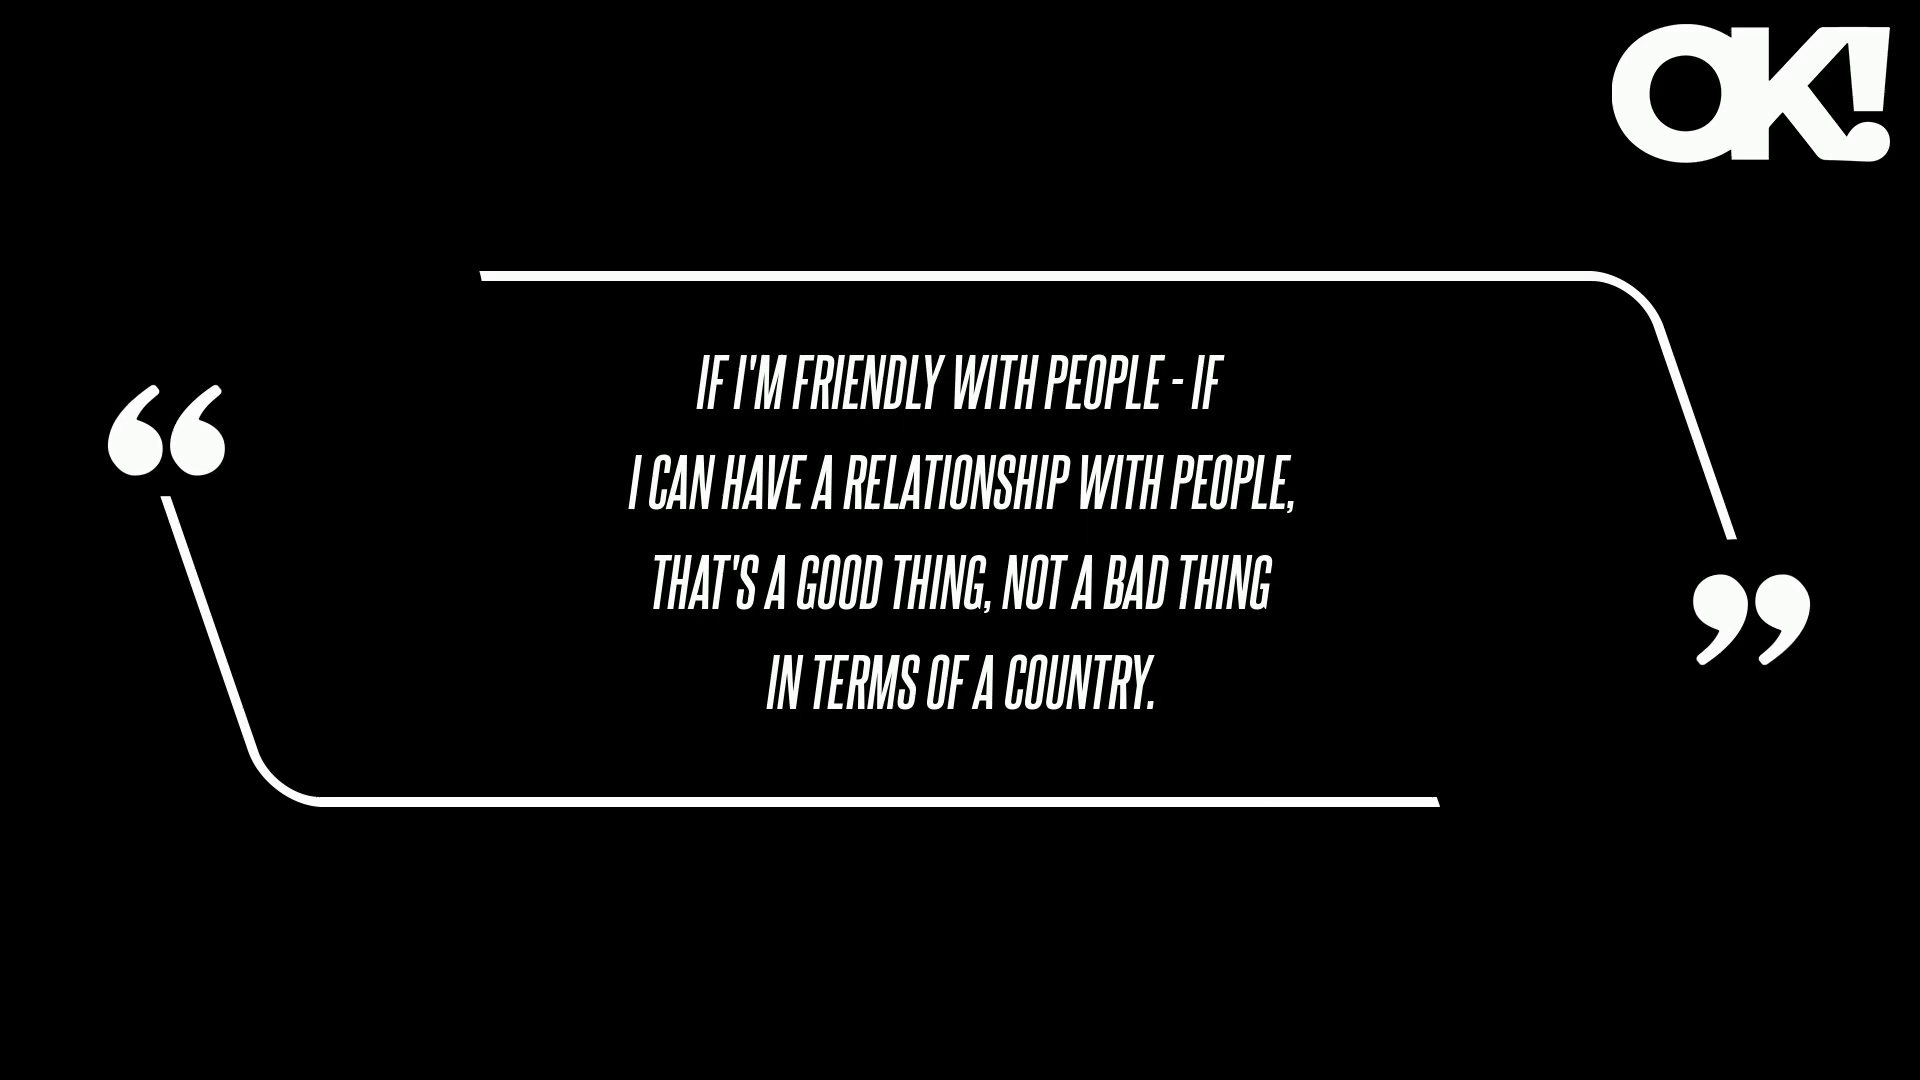 OK!
IF I'M FRIENDLY WITH PEOPLE - IF
I CAN HAVE A RELATIONSHIP WITH PEOPLE,
THAT'S A GOOD THING, NOT A BAD THING
IN TERMS OF A COUNTRY.